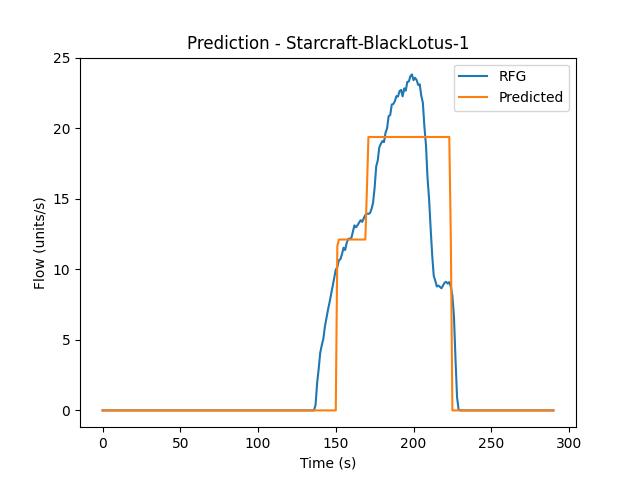 Prediction - Starcraft-BlackLotus-1
RFG
Predicted
Flow (units/s)
25
20
15
10
5
0
0 50 100 150 200 250 300
Time (s)